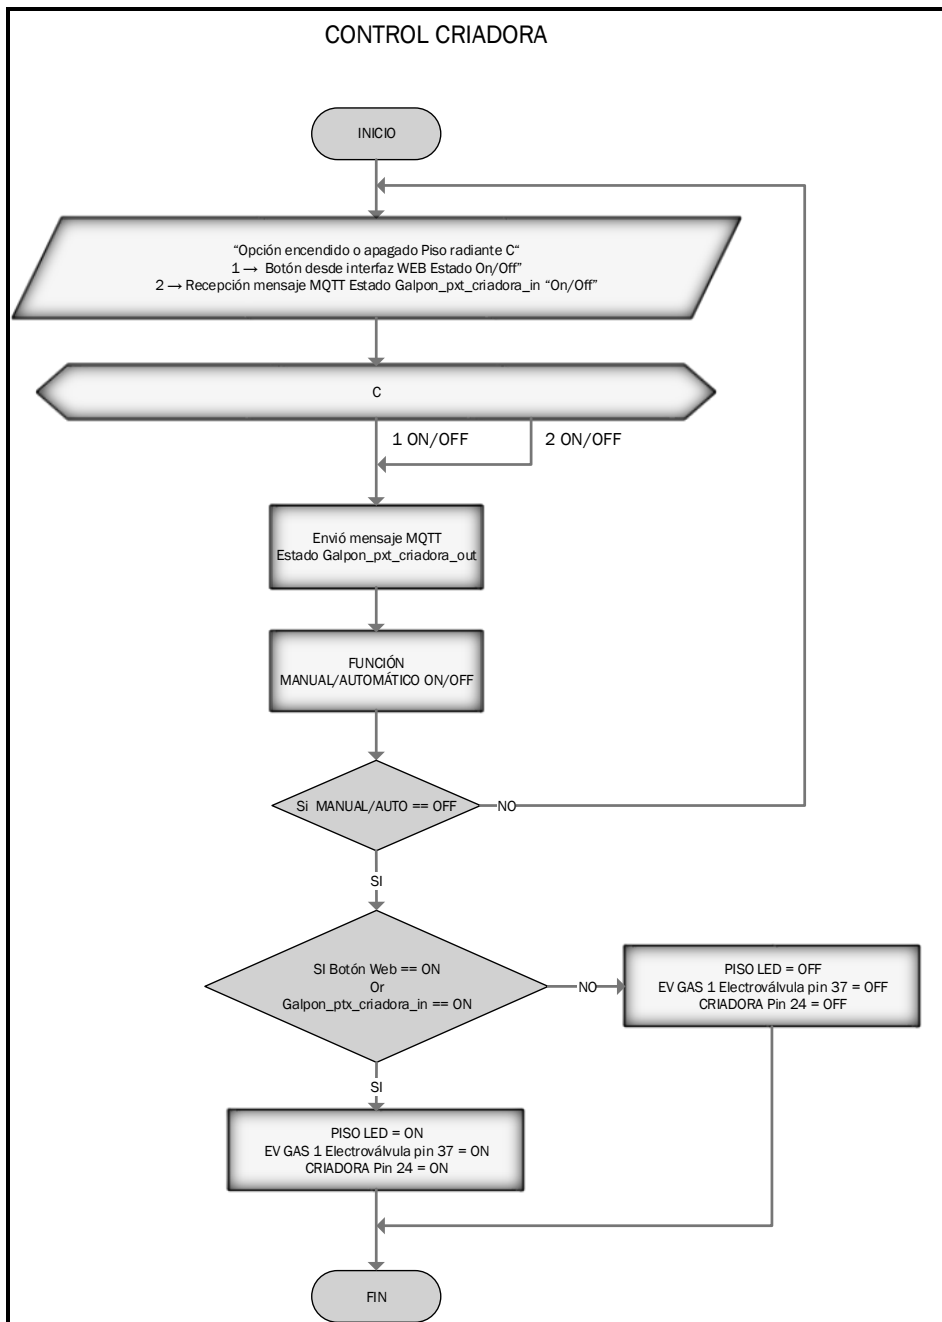 CONTROL CRIADORA
INICIO
“Opción encendido o apagado Piso radiante C“
1 → Botón desde interfaz WEB Estado On/Off”
2 → Recepción mensaje MQTT Estado Galpon_pxt_criadora_in “On/Off”
C
1 ON/OFF
2 ON/OFF
Envió mensaje MQTT
Estado Galpon_pxt_criadora_out
FUNCIÓN
MANUAL/AUTOMÁTICO ON/OFF
Si MANUAL/AUTO == OFF
NO
SI
SI Botón Web == ON
Or
Galpon_ptx_criadora_in == ON
NO
PISO LED = OFF
EV GAS 1 Electroválvula pin 37 = OFF
CRIADORA Pin 24 = OFF
SI
PISO LED = ON
EV GAS 1 Electroválvula pin 37 = ON
CRIADORA Pin 24 = ON
FIN